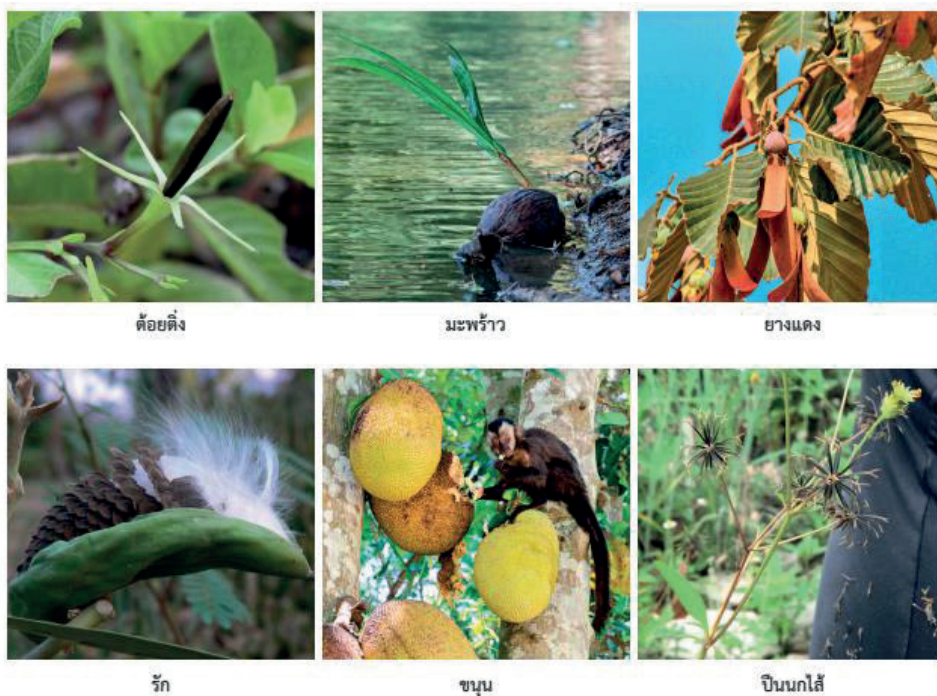 ต้อยติ่ง
มะพร้าว
ยางแดง
รัก
ขนุน
ปืนนกไส้